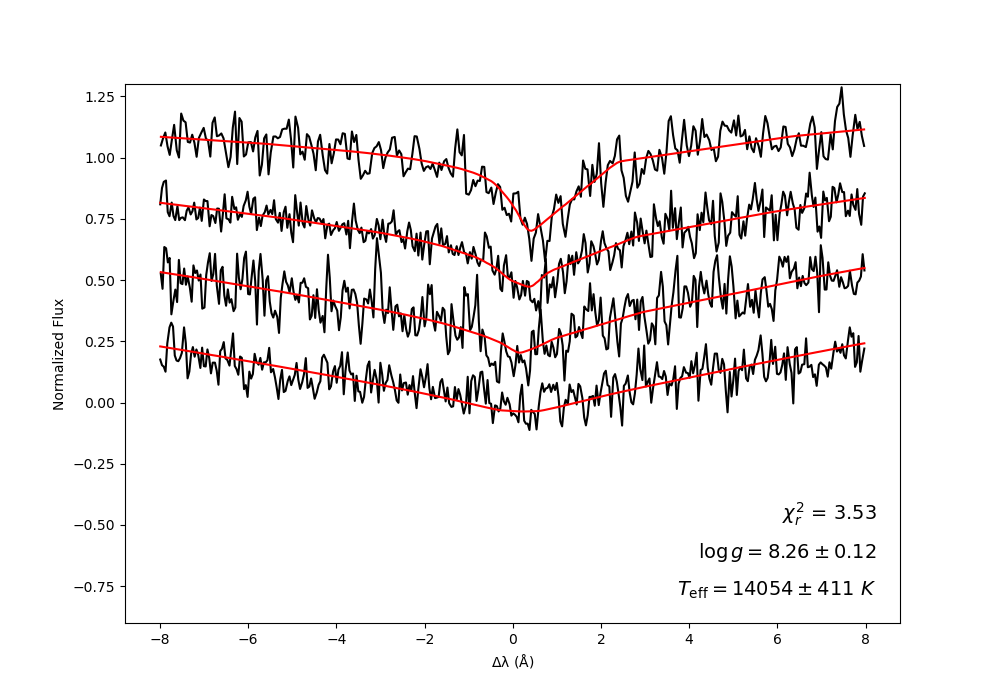 1.25
1.00
0.75
0.50
0.25
0.00
−0.25
−0.50
−0.75
Normalized Flux
χ²ᵣ = 3.53
log g = 8.26 ± 0.12
T_eff = 14054 ± 411 K
−8 −6 −4 −2 0 2 4 6 8
Δλ (Å)